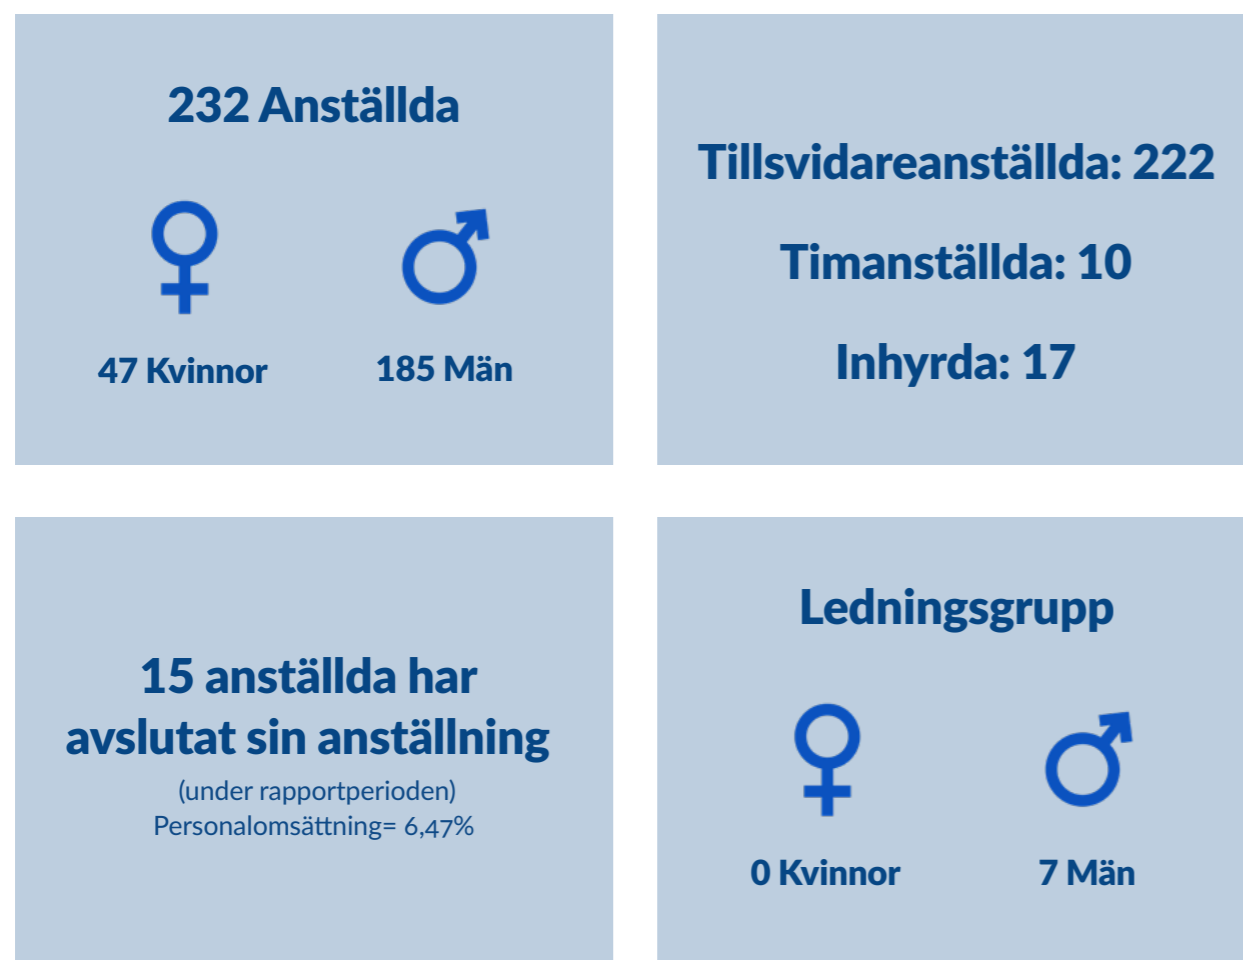 232 Anställda
47 Kvinnor
185 Män
Tillsvidareanställda: 222
Timanställda: 10
Inhyrda: 17
15 anställda har
avslutat sin anställning
(under rapportperioden)
Personalomsättning= 6,47%
Ledningsgrupp
0 Kvinnor
7 Män